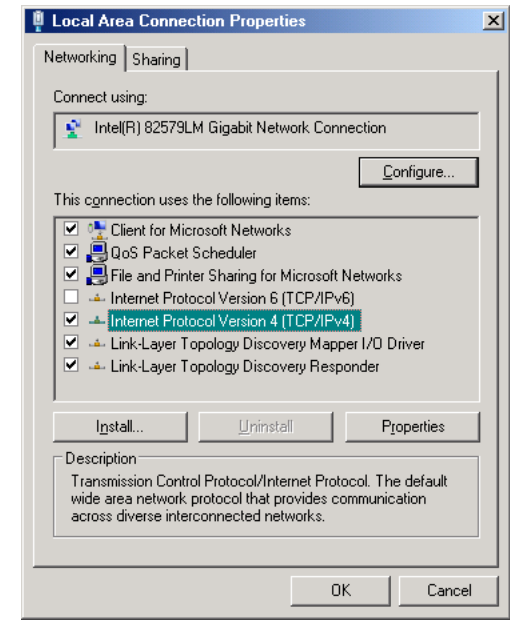 Local Area Connection Properties
Networking
Sharing
Connect using:
Intel(R) 82579LM Gigabit Network Connection
Configure...
This connection uses the following items:
Client for Microsoft Networks
QoS Packet Scheduler
File and Printer Sharing for Microsoft Networks
Internet Protocol Version 6 (TCP/IPv6)
Internet Protocol Version 4 (TCP/IPv4)
Link-Layer Topology Discovery Mapper I/O Driver
Link-Layer Topology Discovery Responder
Install...
Uninstall
Properties
Description
Transmission Control Protocol/Internet Protocol. The default
wide area network protocol that provides communication
across diverse interconnected networks.
OK
Cancel